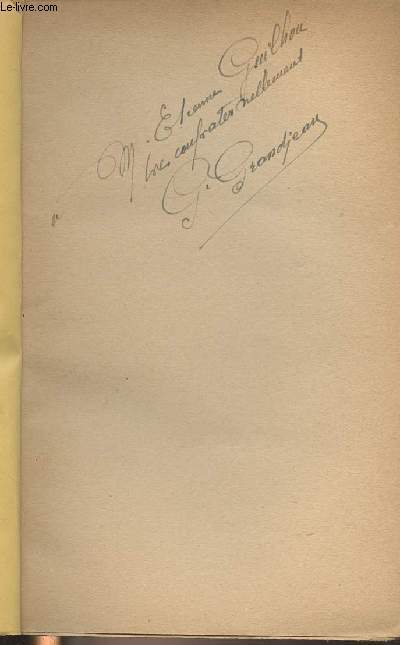 Le-livre.com
à M. Etienne Guilhou
très confraternellement
G. Grandjean